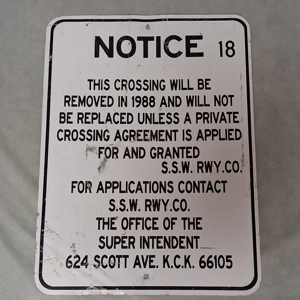 NOTICE 18
THIS CROSSING WILL BE
REMOVED IN 1988 AND WILL NOT
BE REPLACED UNLESS A PRIVATE
CROSSING AGREEMENT IS APPLIED
FOR AND GRANTED
S.S.W. RWY.CO.
FOR APPLICATIONS CONTACT
S.S.W. RWY.CO.
THE OFFICE OF THE
SUPER INTENDENT
624 SCOTT AVE. K.C.K. 66105